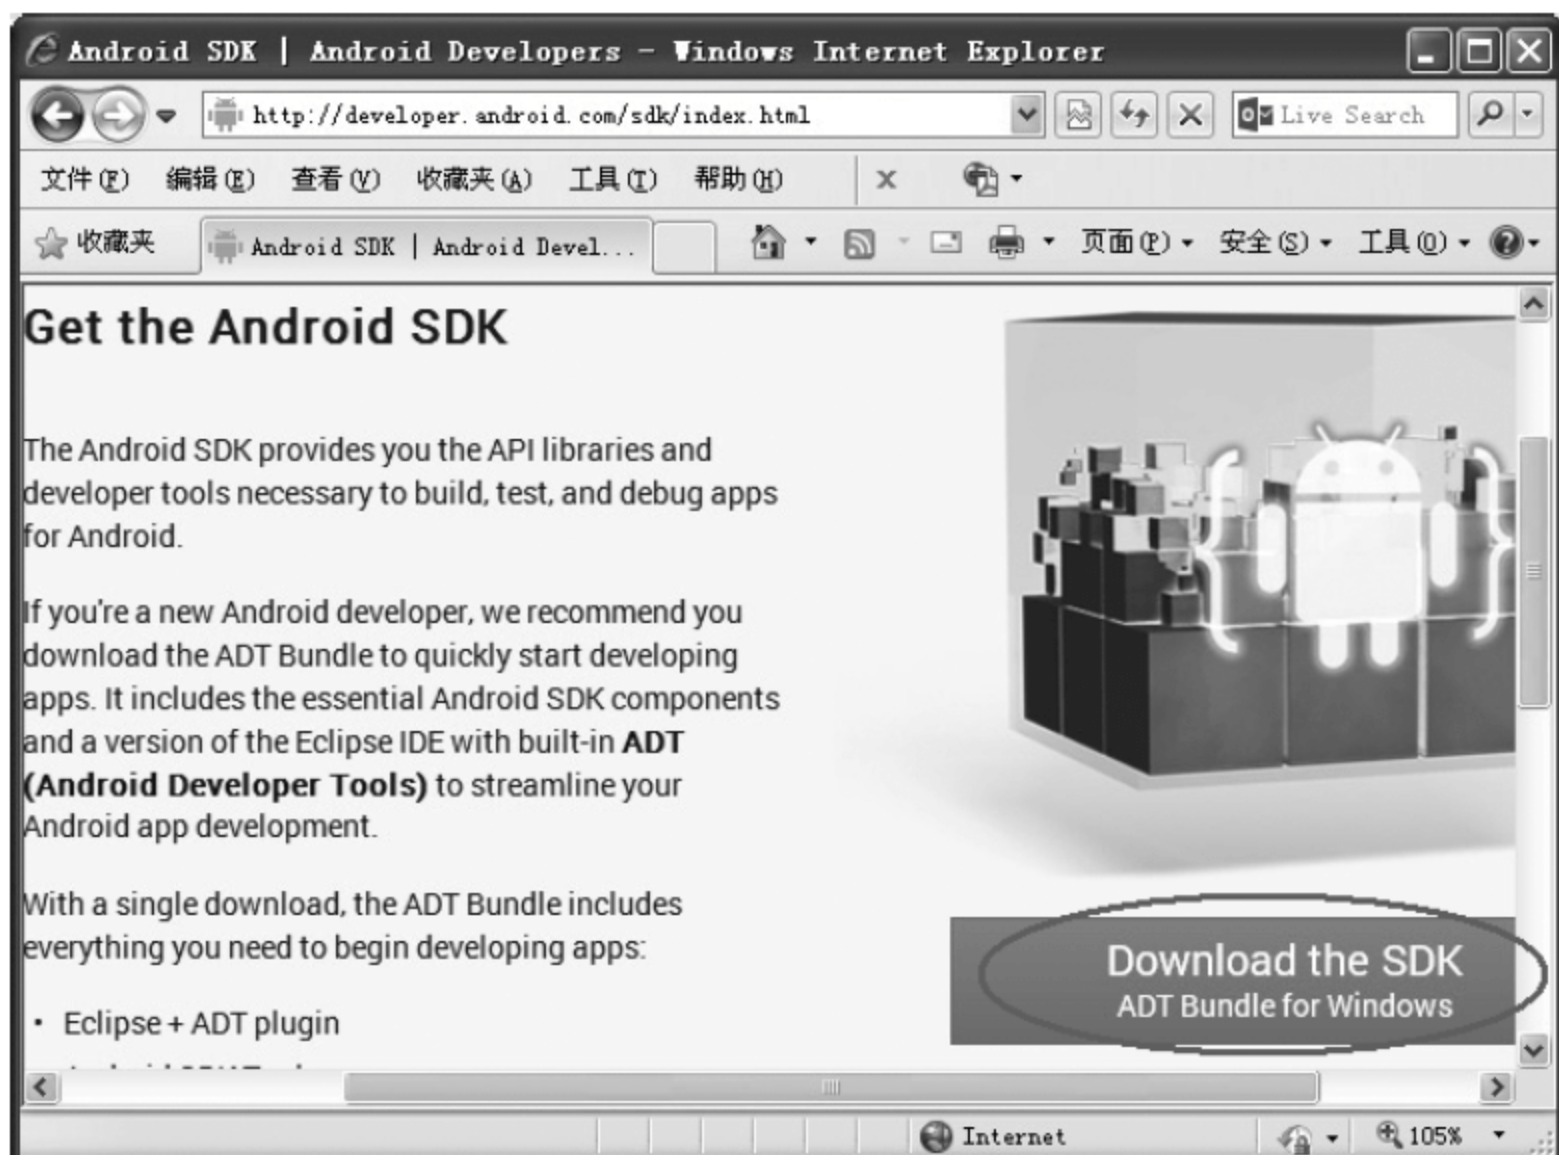 Android SDK | Android Developers - Windows Internet Explorer
http://developer.android.com/sdk/index.html
Live Search
文件(F) 编辑(E) 查看(V) 收藏夹(A) 工具(T) 帮助(H)
收藏夹 Android SDK | Android Devel... 页面(P) 安全(S) 工具(O)
Get the Android SDK
The Android SDK provides you the API libraries and
developer tools necessary to build, test, and debug apps
for Android.
If you're a new Android developer, we recommend you
download the ADT Bundle to quickly start developing
apps. It includes the essential Android SDK components
and a version of the Eclipse IDE with built-in ADT
(Android Developer Tools) to streamline your
Android app development.
With a single download, the ADT Bundle includes
everything you need to begin developing apps:
• Eclipse + ADT plugin
Download the SDK
ADT Bundle for Windows
Internet 105%